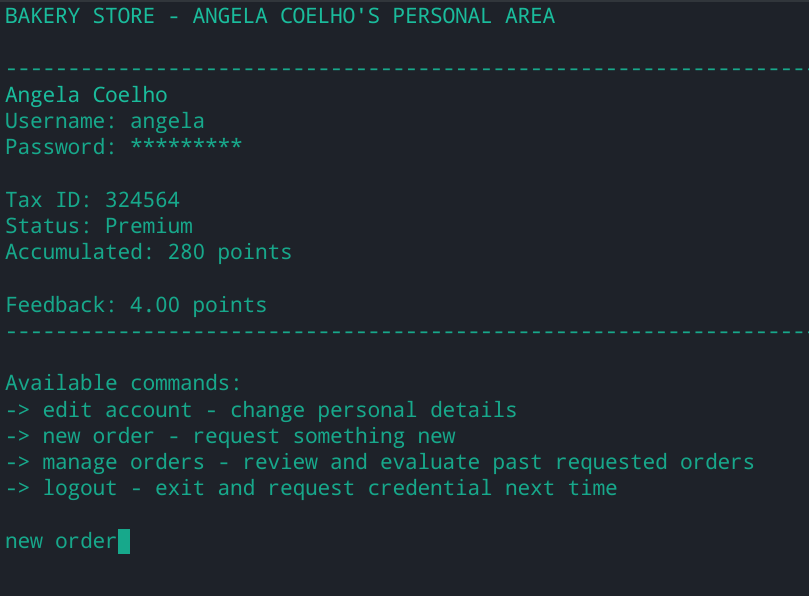 BAKERY STORE - ANGELA COELHO'S PERSONAL AREA
-----------------------------------------------------------------
Angela Coelho
Username: angela
Password: *********
Tax ID: 324564
Status: Premium
Accumulated: 280 points
Feedback: 4.00 points
-----------------------------------------------------------------
Available commands:
-> edit account - change personal details
-> new order - request something new
-> manage orders - review and evaluate past requested orders
-> logout - exit and request credential next time
new order